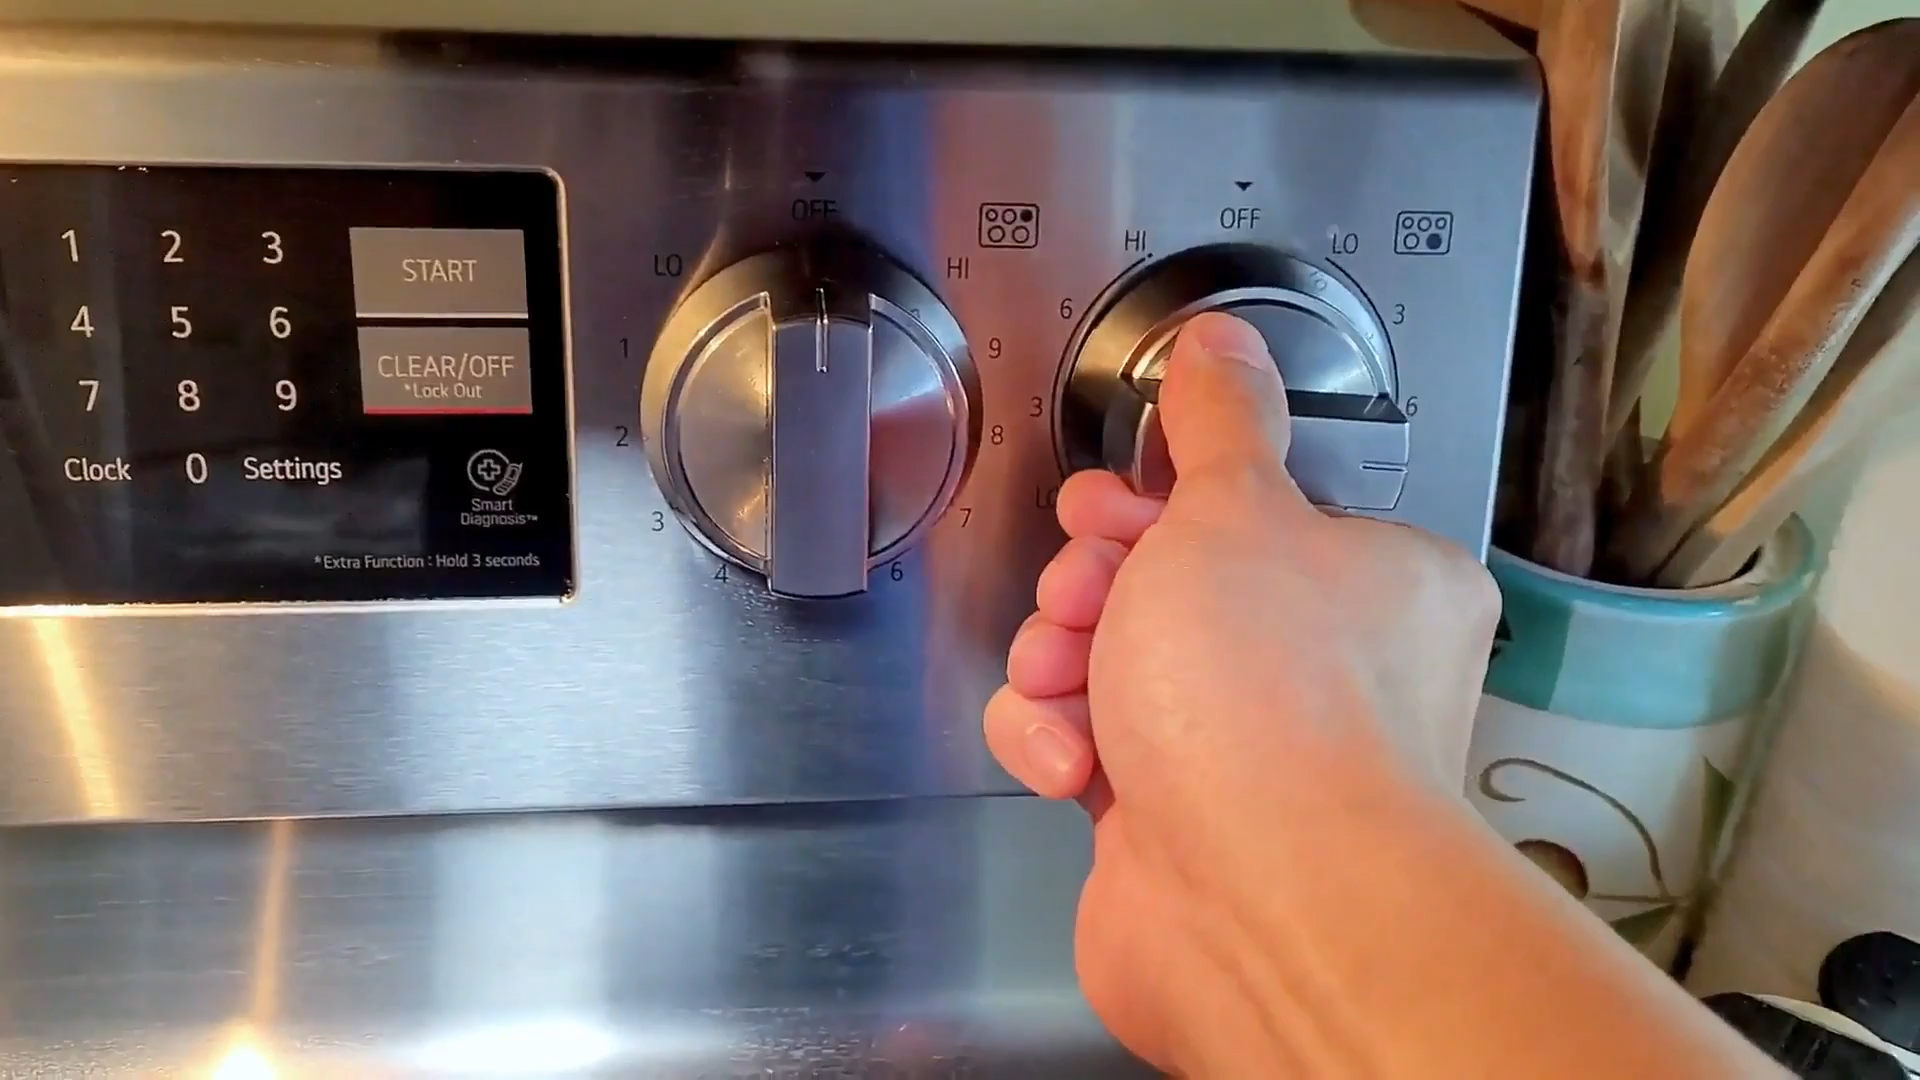 1 2 3
4 5 6
7 8 9
Clock 0 Settings
START
CLEAR/OFF
*Lock Out
Smart
Diagnosis™
*Extra Function : Hold 3 seconds
OFF
LO HI
1 9
2 8
3 7
4 6
OFF
HI LO
6 3
3 6